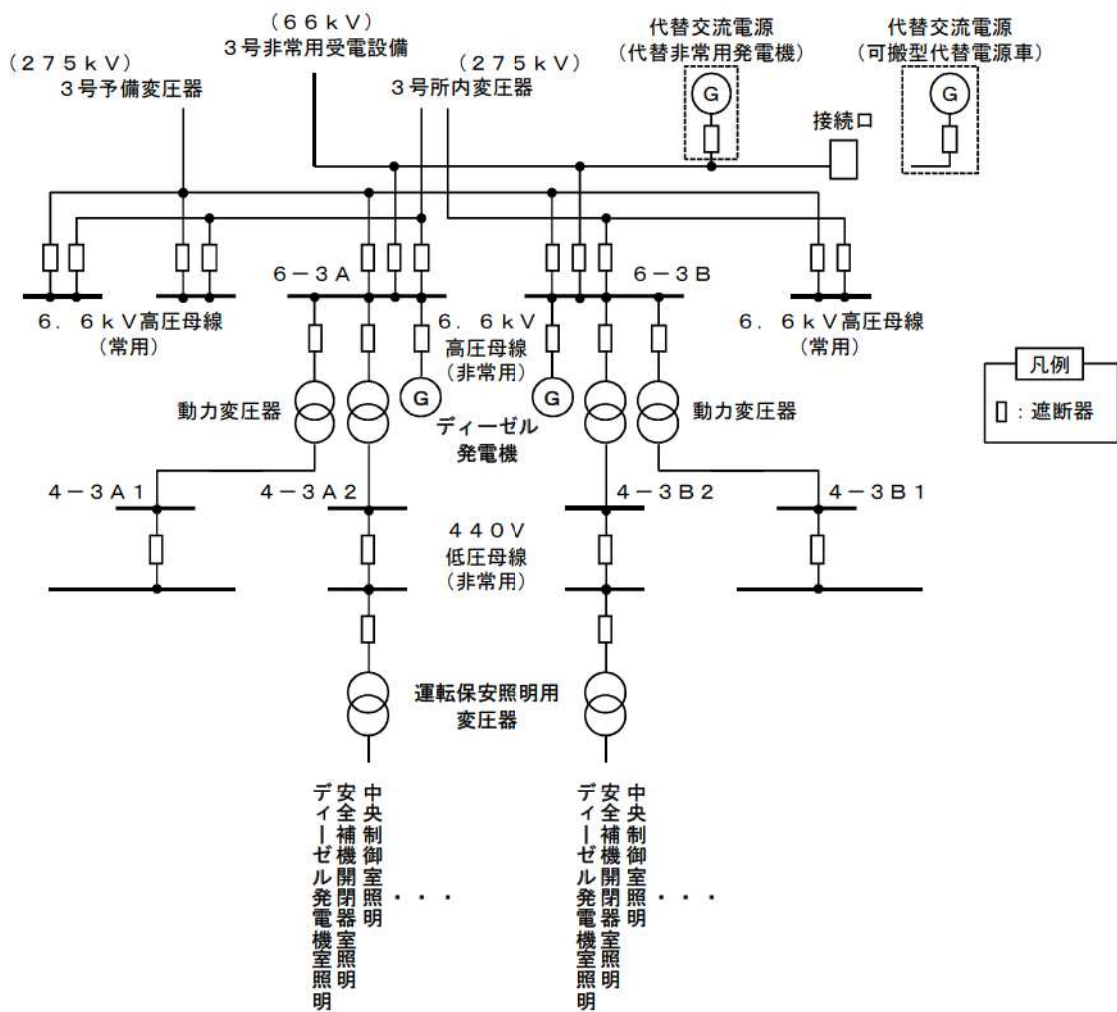 （６６ｋＶ）
３号非常用受電設備
（２７５ｋＶ）
３号予備変圧器
（２７５ｋＶ）
３号所内変圧器
代替交流電源
（代替非常用発電機）
代替交流電源
（可搬型代替電源車）
G
G
接続口
６－３Ａ
６－３Ｂ
６．６ｋＶ高圧母線
（常用）
６．６ｋＶ
高圧母線
（非常用）
６．６ｋＶ高圧母線
（常用）
凡例
：遮断器
動力変圧器
G
G
動力変圧器
ディーゼル
発電機
４－３Ａ１
４－３Ａ２
４－３Ｂ２
４－３Ｂ１
４４０Ｖ
低圧母線
（非常用）
運転保安照明用
変圧器
中央制御室照明
安全補機開閉器室照明
ディーゼル発電機室照明
・・・
中央制御室照明
安全補機開閉器室照明
ディーゼル発電機室照明
・・・